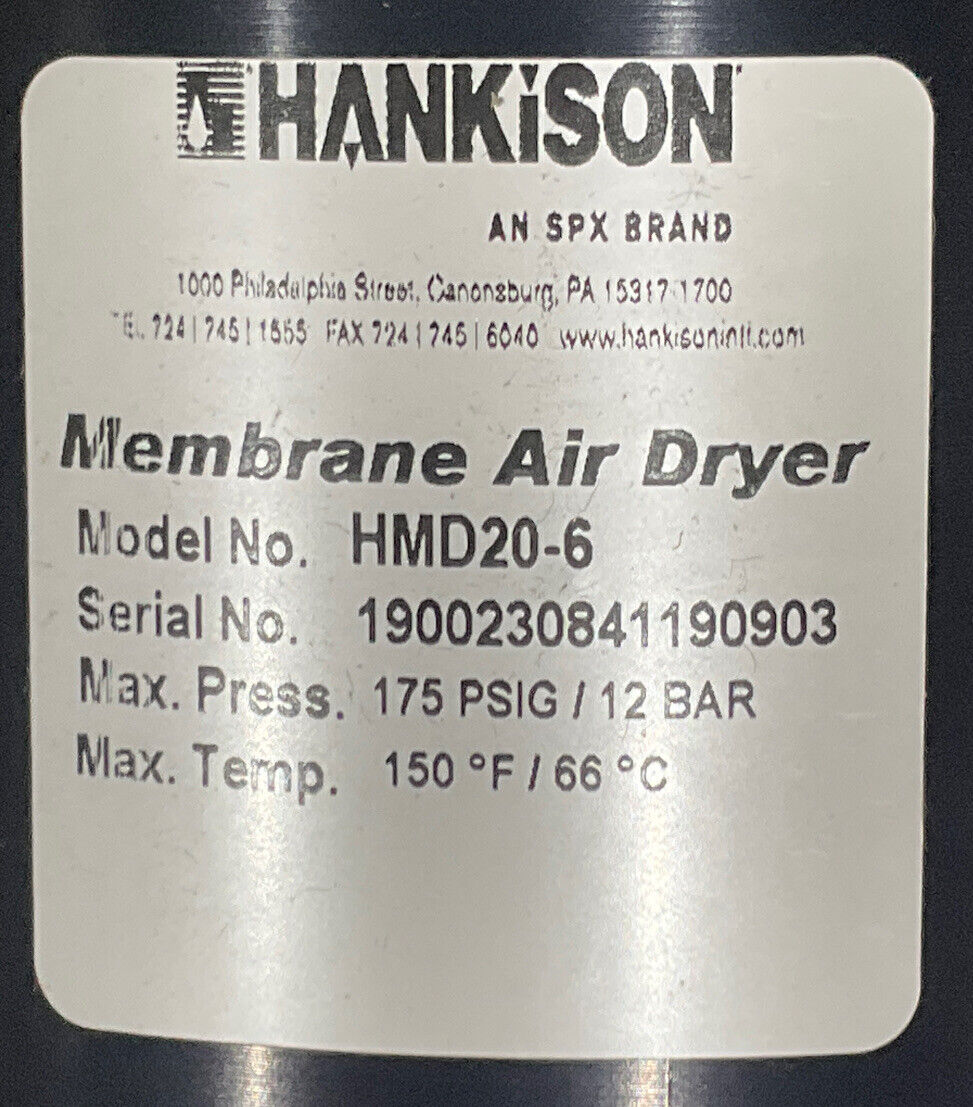 HANKiSON
AN SPX BRAND
1000 Philadelphia Street, Canonsburg, PA 15317-1700
TEL 724|745|1555 FAX 724|745|6040 www.hankisonintl.com
Membrane Air Dryer
Model No. HMD20-6
Serial No. 1900230841190903
Max. Press. 175 PSIG / 12 BAR
Max. Temp. 150 °F / 66 °C